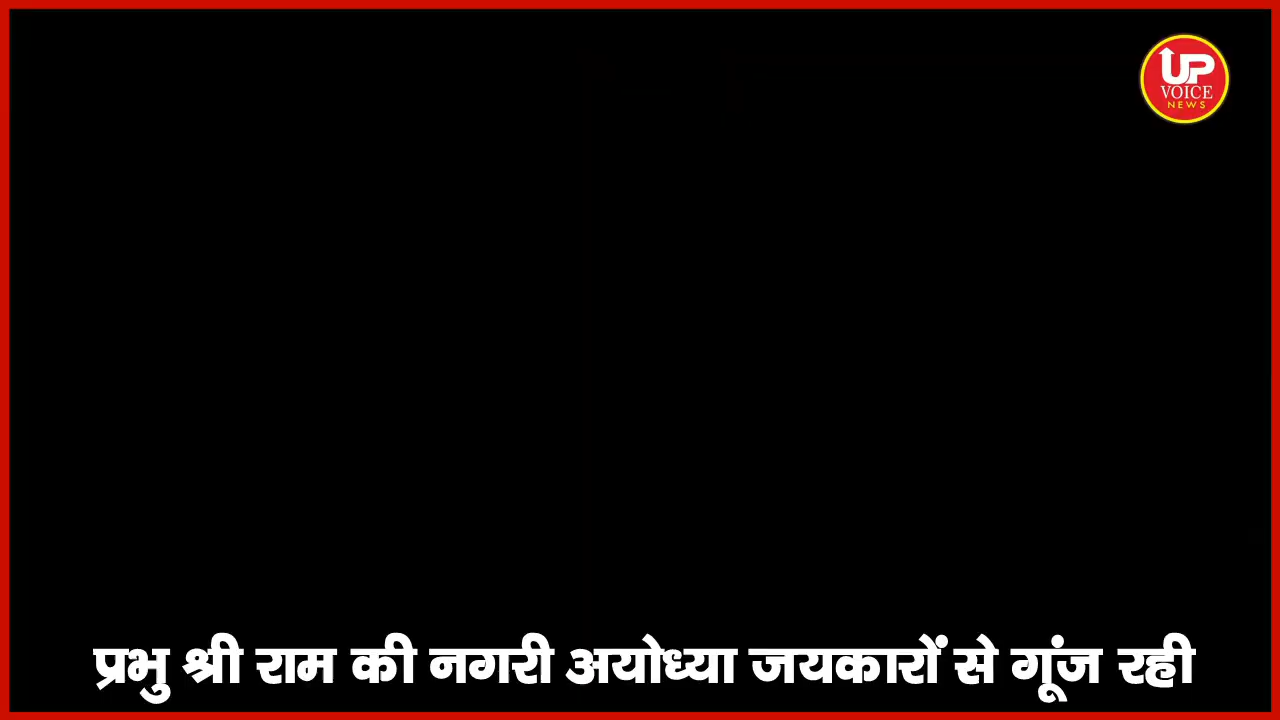 UP
VOICE
NEWS
प्रभु श्री राम की नगरी अयोध्या जयकारों से गूंज रही